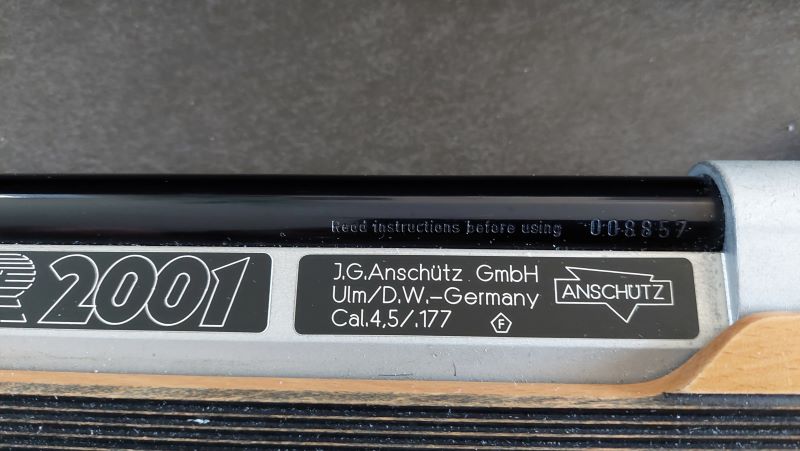 Read instructions before using 008857
R 2001
J.G.Anschütz GmbH
Ulm/D.W.-Germany
Cal.4,5/.177 F
ANSCHÜTZ